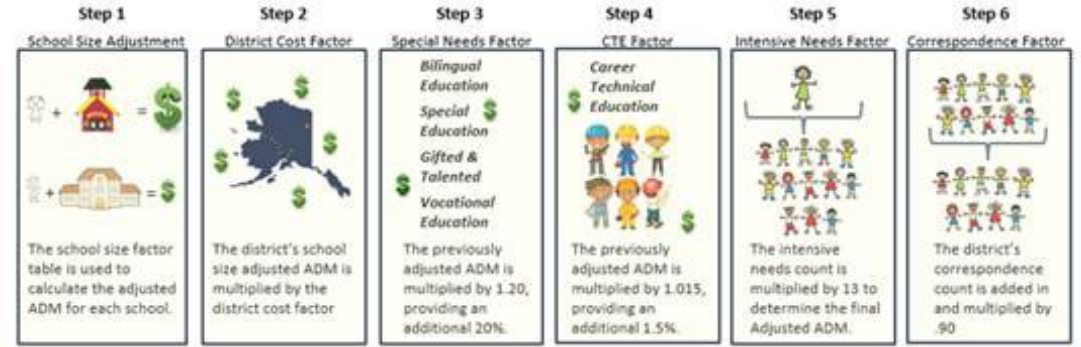 Step 1
School Size Adjustment
The school size factor
table is used to
calculate the adjusted
ADM for each school.
Step 2
District Cost Factor
The district's school
size adjusted ADM is
multiplied by the
district cost factor
Step 3
Special Needs Factor
Bilingual
Education
Special
Education
Gifted &
Talented
Vocational
Education
The previously
adjusted ADM is
multiplied by 1.20,
providing an
additional 20%.
Step 4
CTE Factor
Career
Technical
Education
The previously
adjusted ADM is
multiplied by 1.015,
providing an
additional 1.5%.
Step 5
Intensive Needs Factor
The intensive
needs count is
multiplied by 13 to
determine the final
Adjusted ADM.
Step 6
Correspondence Factor
The district's
correspondence
count is added in
and multiplied by
.90